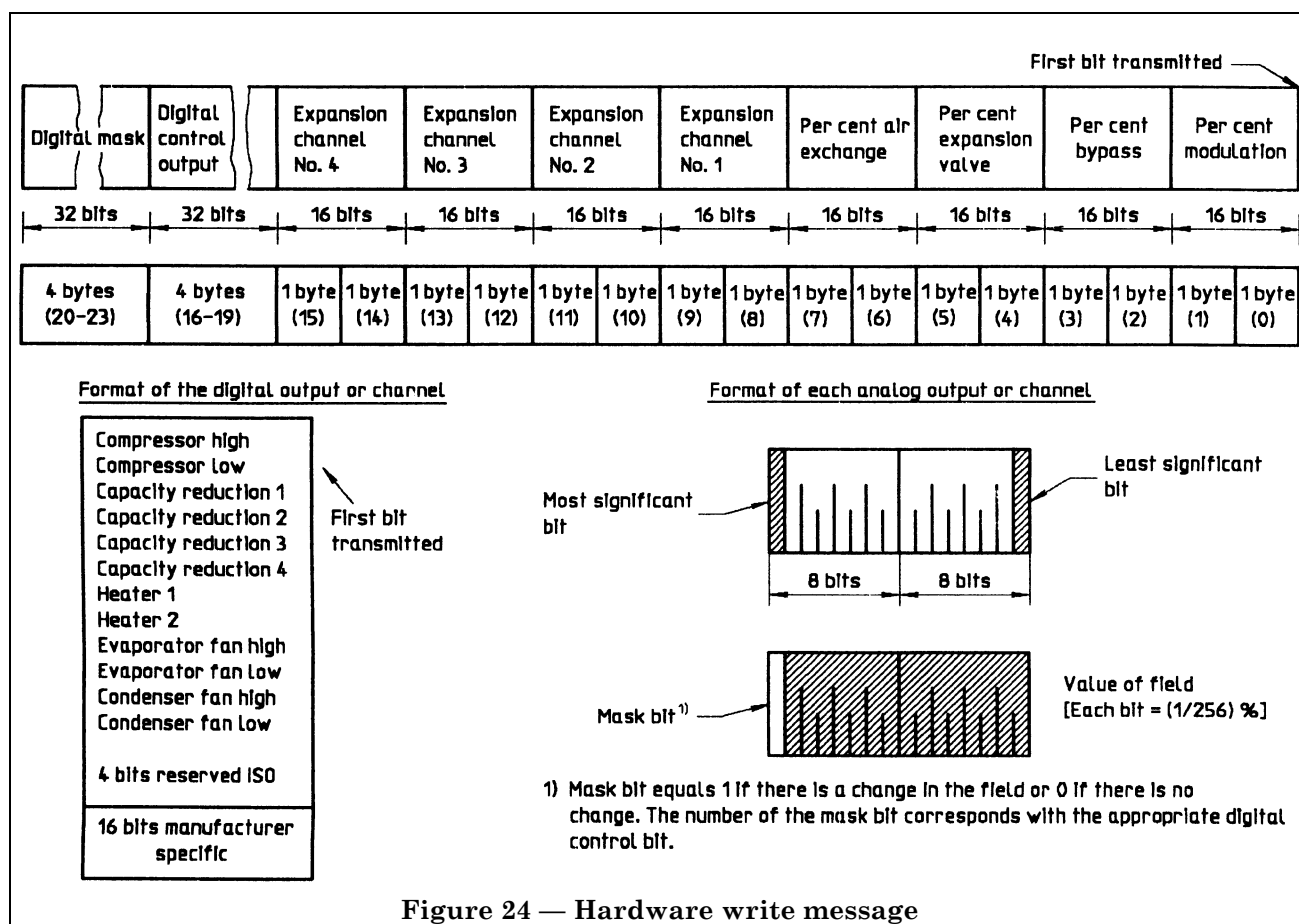 First bit transmitted
Digital mask
Digital
control
output
Expansion
channel
No. 4
Expansion
channel
No. 3
Expansion
channel
No. 2
Expansion
channel
No. 1
Per cent air
exchange
Per cent
expansion
valve
Per cent
bypass
Per cent
modulation
32 bits 32 bits 16 bits 16 bits 16 bits 16 bits 16 bits 16 bits 16 bits 16 bits
4 bytes
(20-23)
4 bytes
(16-19)
1 byte
(15)
1 byte
(14)
1 byte
(13)
1 byte
(12)
1 byte
(11)
1 byte
(10)
1 byte
(9)
1 byte
(8)
1 byte
(7)
1 byte
(6)
1 byte
(5)
1 byte
(4)
1 byte
(3)
1 byte
(2)
1 byte
(1)
1 byte
(0)
Format of the digital output or channel
Compressor high
Compressor low
Capacity reduction 1
Capacity reduction 2
Capacity reduction 3
Capacity reduction 4
Heater 1
Heater 2
Evaporator fan high
Evaporator fan low
Condenser fan high
Condenser fan low
4 bits reserved ISO
16 bits manufacturer
specific
First bit
transmitted
Format of each analog output or channel
Most significant
bit
Least significant
bit
8 bits 8 bits
Mask bit 1)
Value of field
[Each bit = (1/256) %]
1) Mask bit equals 1 if there is a change in the field or 0 if there is no
change. The number of the mask bit corresponds with the appropriate digital
control bit.
Figure 24 — Hardware write message